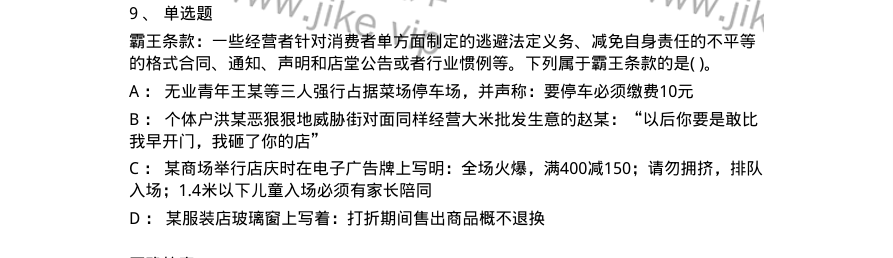 www.jike.vip
www.jik
9 、 单选题
霸王条款：一些经营者针对消费者单方面制定的逃避法定义务、减免自身责任的不平等
的格式合同、通知、声明和店堂公告或者行业惯例等。下列属于霸王条款的是( )。
A ： 无业青年王某等三人强行占据菜场停车场，并声称：要停车必须缴费10元
B ： 个体户洪某恶狠狠地威胁街对面同样经营大米批发生意的赵某：“以后你要是敢比
我早开门，我砸了你的店”
C ： 某商场举行店庆时在电子广告牌上写明：全场火爆，满400减150；请勿拥挤，排队
入场；1.4米以下儿童入场必须有家长陪同
D ： 某服装店玻璃窗上写着：打折期间售出商品概不退换